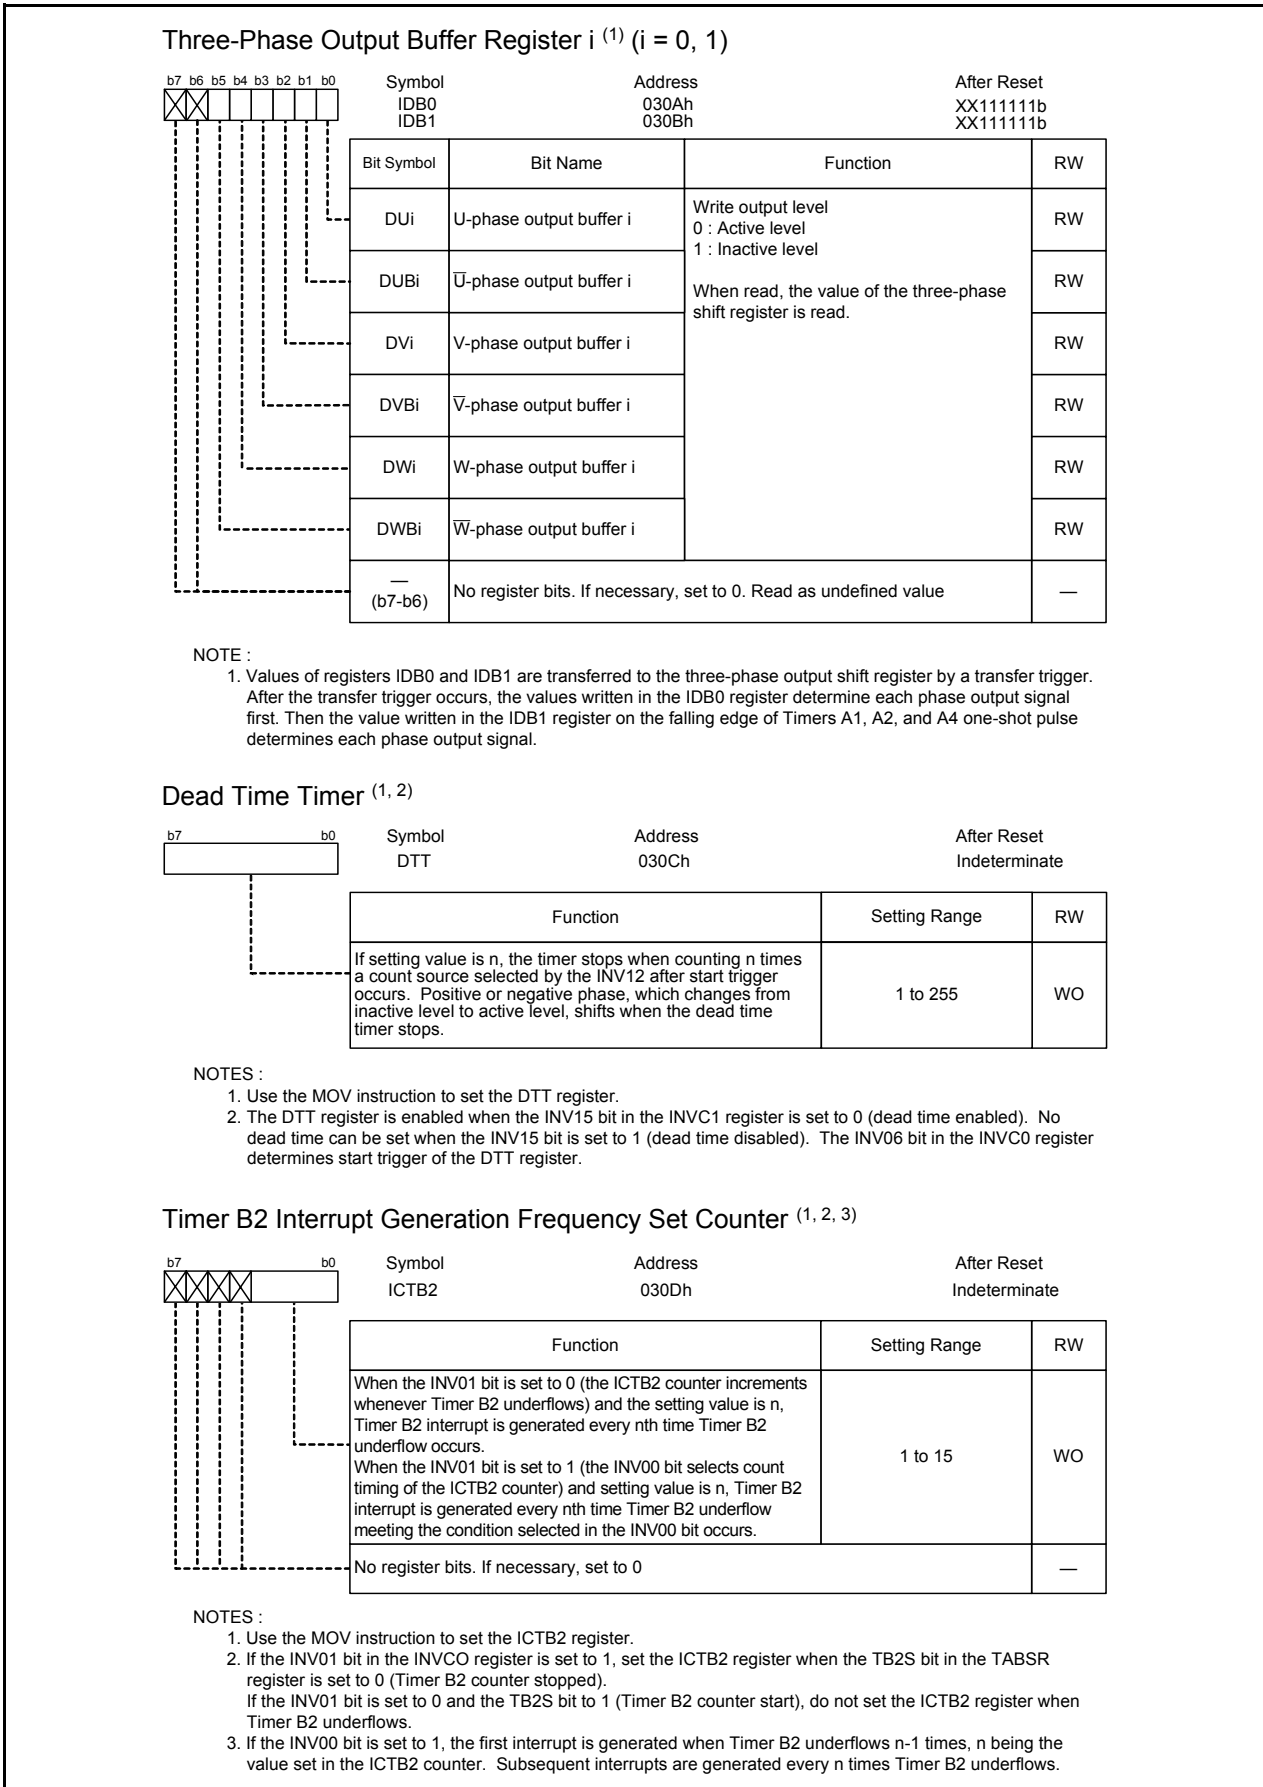 Three-Phase Output Buffer Register i (1) (i = 0, 1)
b7 b6 b5 b4 b3 b2 b1 b0
Symbol Address After Reset
IDB0 030Ah XX111111b
IDB1 030Bh XX111111b
Bit Symbol Bit Name Function RW
DUi U-phase output buffer i RW
Write output level
0 : Active level
1 : Inactive level
When read, the value of the three-phase
shift register is read.
DUBi U̅-phase output buffer i RW
DVi V-phase output buffer i RW
DVBi V̅-phase output buffer i RW
DWi W-phase output buffer i RW
DWBi W̅-phase output buffer i RW
—
(b7-b6)
No register bits. If necessary, set to 0. Read as undefined value —
NOTE :
1. Values of registers IDB0 and IDB1 are transferred to the three-phase output shift register by a transfer trigger.
After the transfer trigger occurs, the values written in the IDB0 register determine each phase output signal
first. Then the value written in the IDB1 register on the falling edge of Timers A1, A2, and A4 one-shot pulse
determines each phase output signal.
Dead Time Timer (1, 2)
b7 b0
Symbol Address After Reset
DTT 030Ch Indeterminate
Function Setting Range RW
If setting value is n, the timer stops when counting n times
a count source selected by the INV12 after start trigger
occurs. Positive or negative phase, which changes from
inactive level to active level, shifts when the dead time
timer stops.
1 to 255 WO
NOTES :
1. Use the MOV instruction to set the DTT register.
2. The DTT register is enabled when the INV15 bit in the INVC1 register is set to 0 (dead time enabled). No
dead time can be set when the INV15 bit is set to 1 (dead time disabled). The INV06 bit in the INVC0 register
determines start trigger of the DTT register.
Timer B2 Interrupt Generation Frequency Set Counter (1, 2, 3)
b7 b0
Symbol Address After Reset
ICTB2 030Dh Indeterminate
Function Setting Range RW
When the INV01 bit is set to 0 (the ICTB2 counter increments
whenever Timer B2 underflows) and the setting value is n,
Timer B2 interrupt is generated every nth time Timer B2
underflow occurs.
When the INV01 bit is set to 1 (the INV00 bit selects count
timing of the ICTB2 counter) and setting value is n, Timer B2
interrupt is generated every nth time Timer B2 underflow
meeting the condition selected in the INV00 bit occurs.
1 to 15 WO
No register bits. If necessary, set to 0 —
NOTES :
1. Use the MOV instruction to set the ICTB2 register.
2. If the INV01 bit in the INVCO register is set to 1, set the ICTB2 register when the TB2S bit in the TABSR
register is set to 0 (Timer B2 counter stopped).
If the INV01 bit is set to 0 and the TB2S bit to 1 (Timer B2 counter start), do not set the ICTB2 register when
Timer B2 underflows.
3. If the INV00 bit is set to 1, the first interrupt is generated when Timer B2 underflows n-1 times, n being the
value set in the ICTB2 counter. Subsequent interrupts are generated every n times Timer B2 underflows.